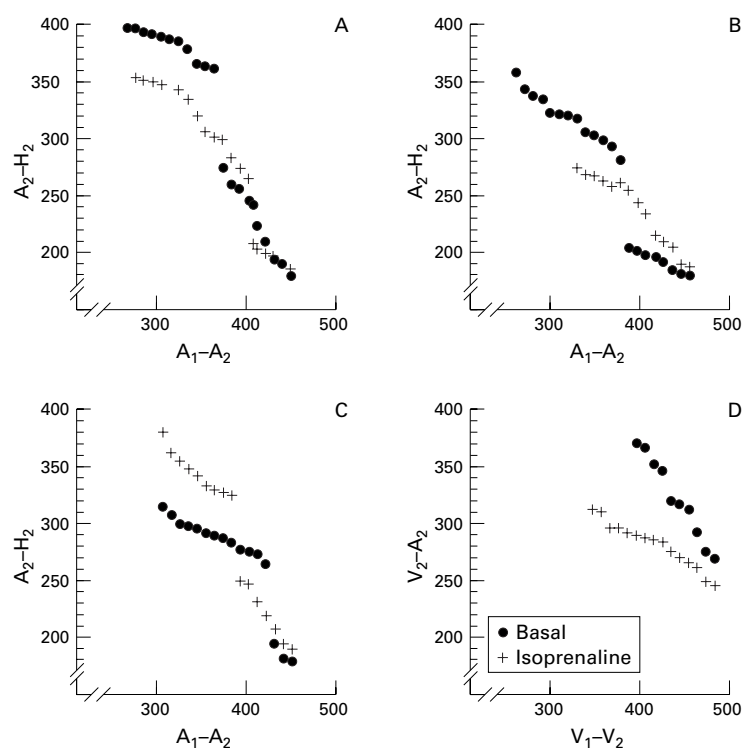 A
400
350
300
250
200
A₂–H₂
300
400
500
A₁–A₂
B
400
350
300
250
200
A₂–H₂
300
400
500
A₁–A₂
C
400
350
300
250
200
A₂–H₂
300
400
500
A₁–A₂
D
400
350
300
250
200
V₂–A₂
Basal
Isoprenaline
300
400
500
V₁–V₂